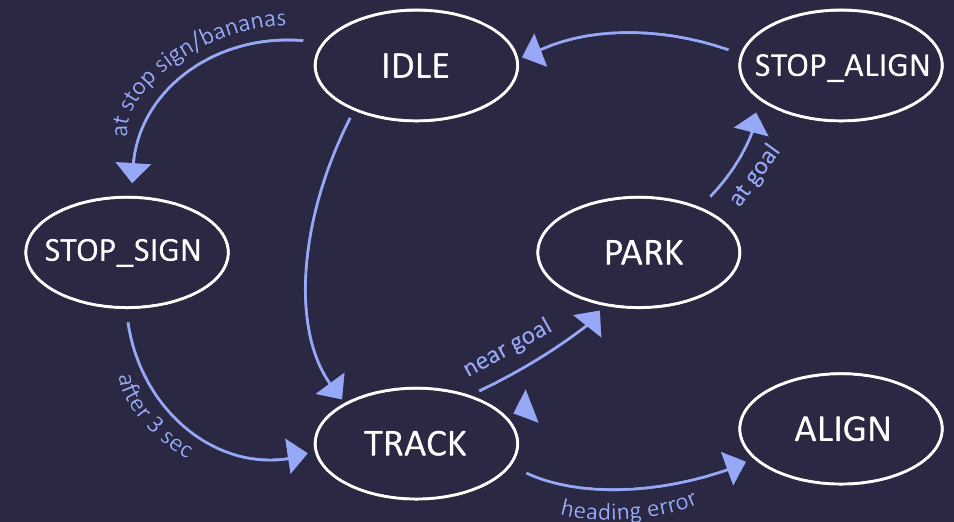 at stop sign/bananas
IDLE
STOP_ALIGN
at goal
STOP_SIGN
PARK
near goal
after 3 sec
TRACK
ALIGN
heading error